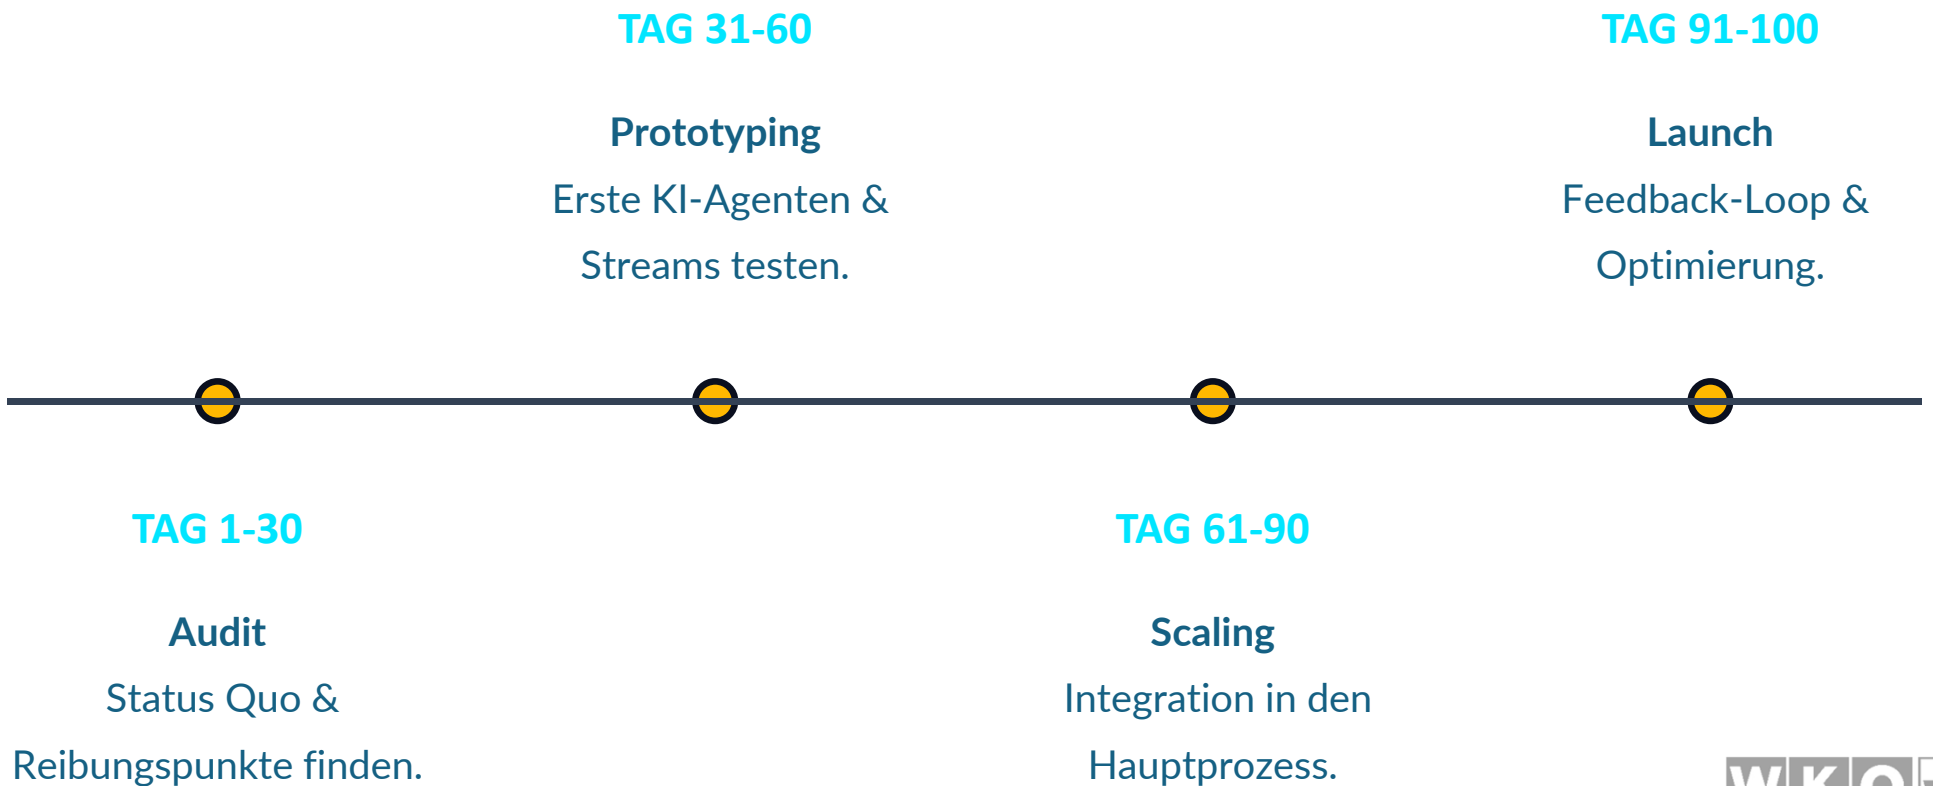 TAG 31-60
Prototyping
Erste KI-Agenten &
Streams testen.
TAG 91-100
Launch
Feedback-Loop &
Optimierung.
TAG 1-30
Audit
Status Quo &
Reibungspunkte finden.
TAG 61-90
Scaling
Integration in den
Hauptprozess.
WKO